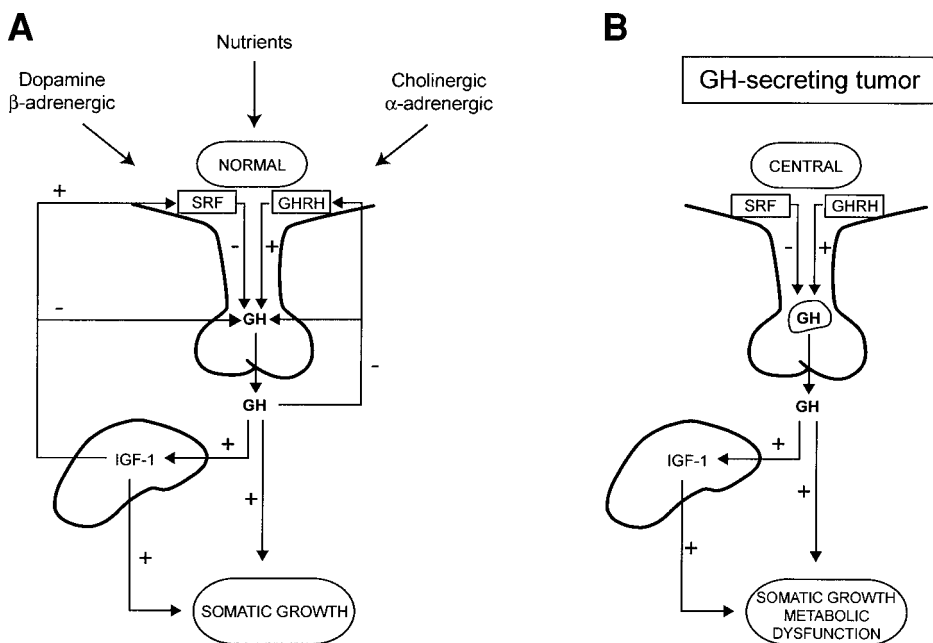 A
Nutrients
Dopamine
β-adrenergic
Cholinergic
α-adrenergic
NORMAL
+
SRF
GHRH
-
+
-
GH
-
GH
+
IGF-1
+
+
SOMATIC GROWTH
B
GH-secreting tumor
CENTRAL
SRF
GHRH
-
+
GH
GH
+
IGF-1
+
+
SOMATIC GROWTH
METABOLIC
DYSFUNCTION